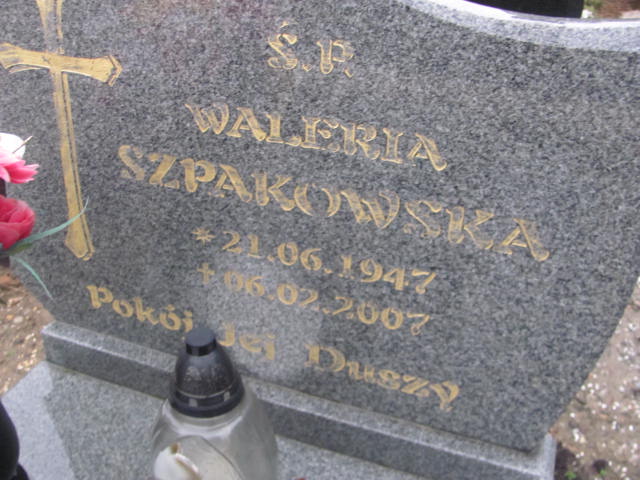 Ś.P.
WALERIA
SZPAKOWSKA
* 21.06.1947
† 06.02.2007
Pokój Jej Duszy